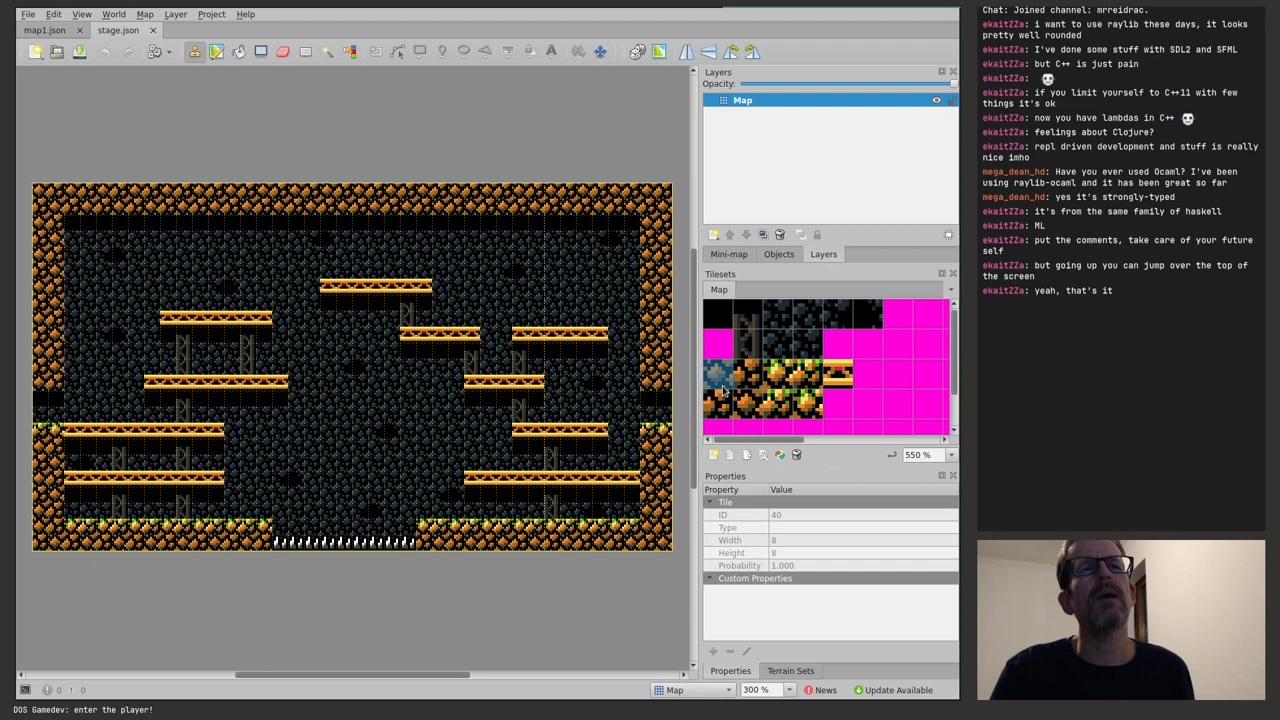 File Edit View World Map Layer Project Help
map1.json
stage.json
Layers
Opacity:
Map
Mini-map Objects Layers
Tilesets
Map
550 %
Properties
Property Value
Tile
ID 40
Type
Width 8
Height 8
Probability 1.000
Custom Properties
Properties Terrain Sets
0 0
Map
300 %
News
Update Available
DOS Gamedev: enter the player!
Chat: Joined channel: mrreidrac.
ekaitZZa: i want to use raylib these days, it looks
pretty well rounded
ekaitZZa: I've done some stuff with SDL2 and SFML
ekaitZZa: but C++ is just pain
ekaitZZa:
ekaitZZa: if you limit yourself to C++11 with few
things it's ok
ekaitZZa: now you have lambdas in C++
ekaitZZa: feelings about Clojure?
ekaitZZa: repl driven development and stuff is really
nice imho
mega_dean_hd: Have you ever used Ocaml? I've been
using raylib-ocaml and it has been great so far
mega_dean_hd: yes it's strongly-typed
ekaitZZa: it's from the same family of haskell
ekaitZZa: ML
ekaitZZa: put the comments, take care of your future
self
ekaitZZa: but going up you can jump over the top of
the screen
ekaitZZa: yeah, that's it